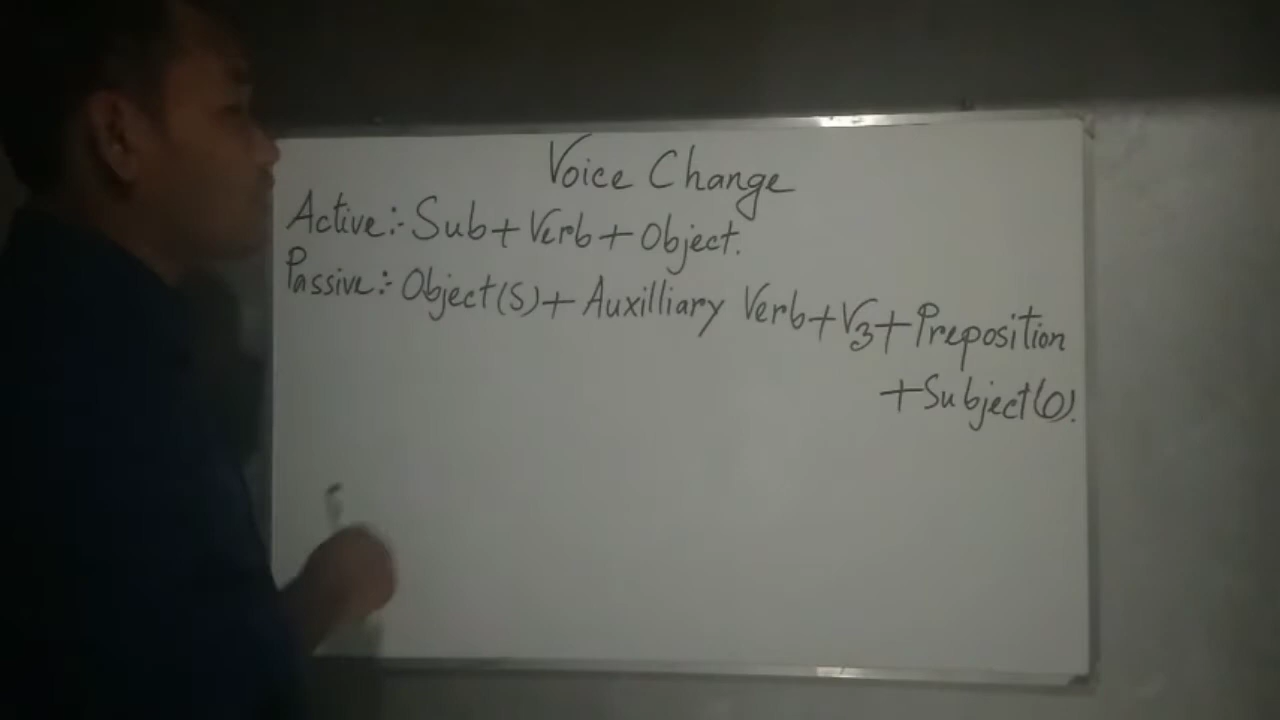 Voice Change
Active:- Sub+Verb+Object.
Passive:- Object(S)+Auxilliary Verb+V3+Preposition
+Subject(O).